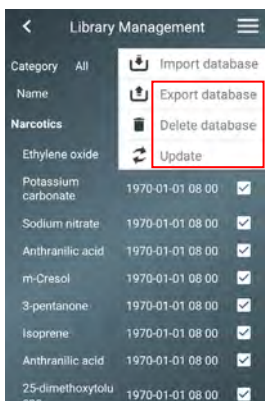 Library Management
Category All
Import database
Name
Export database
Narcotics
Delete database
Ethylene oxide
Update
Potassium
carbonate
1970-01-01 08 00
Sodium nitrate 1970-01-01 08 00
Anthranilic acid 1970-01-01 08 00
m-Cresol 1970-01-01 08 00
3-pentanone 1970-01-01 08 00
Isoprene 1970-01-01 08 00
Anthranilic acid 1970-01-01 08 00
25-dimethoxytolu
1970-01-01 08 00